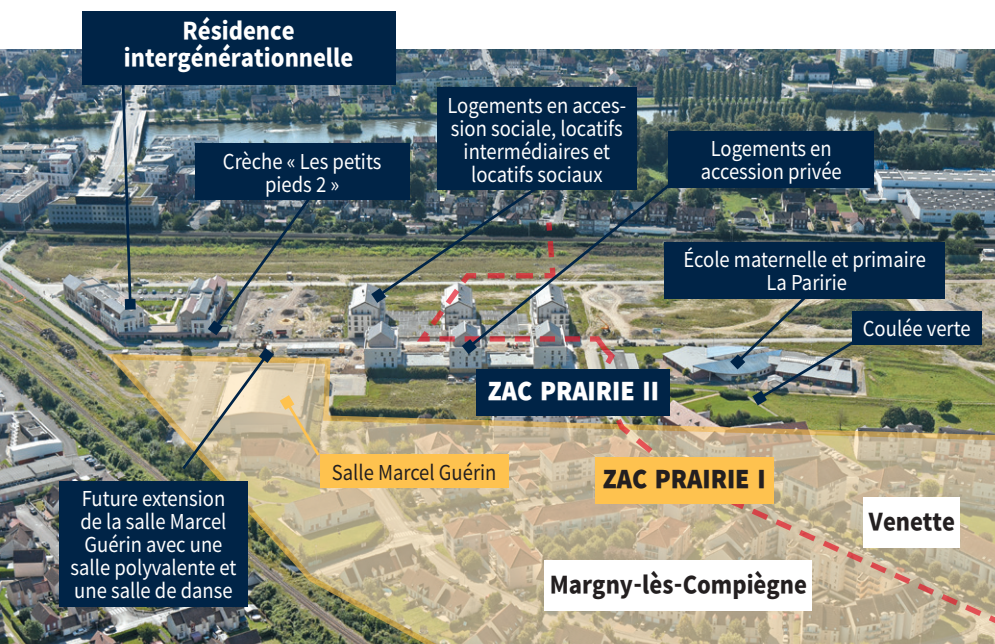 Résidence
intergénérationnelle
Logements en acces-
sion sociale, locatifs
intermédiaires et
locatifs sociaux
Crèche « Les petits
pieds 2 »
Logements en
accession privée
École maternelle et primaire
La Paririe
Coulée verte
ZAC PRAIRIE II
Salle Marcel Guérin
ZAC PRAIRIE I
Future extension
de la salle Marcel
Guérin avec une
salle polyvalente et
une salle de danse
Venette
Margny-lès-Compiègne